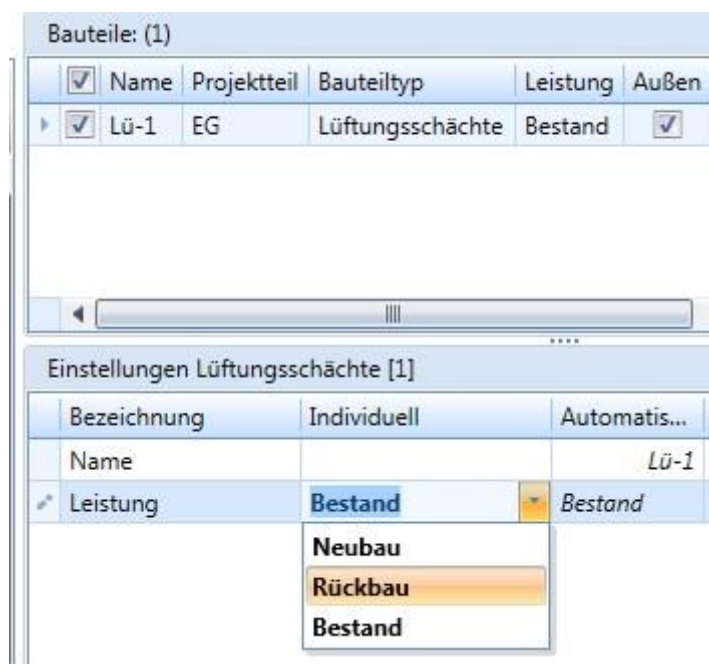 Bauteile: (1)
Name Projektteil Bauteiltyp Leistung Außen
Lü-1 EG Lüftungsschächte Bestand
Einstellungen Lüftungsschächte [1]
Bezeichnung Individuell Automatis...
Name Lü-1
Leistung Bestand Bestand
Neubau
Rückbau
Bestand